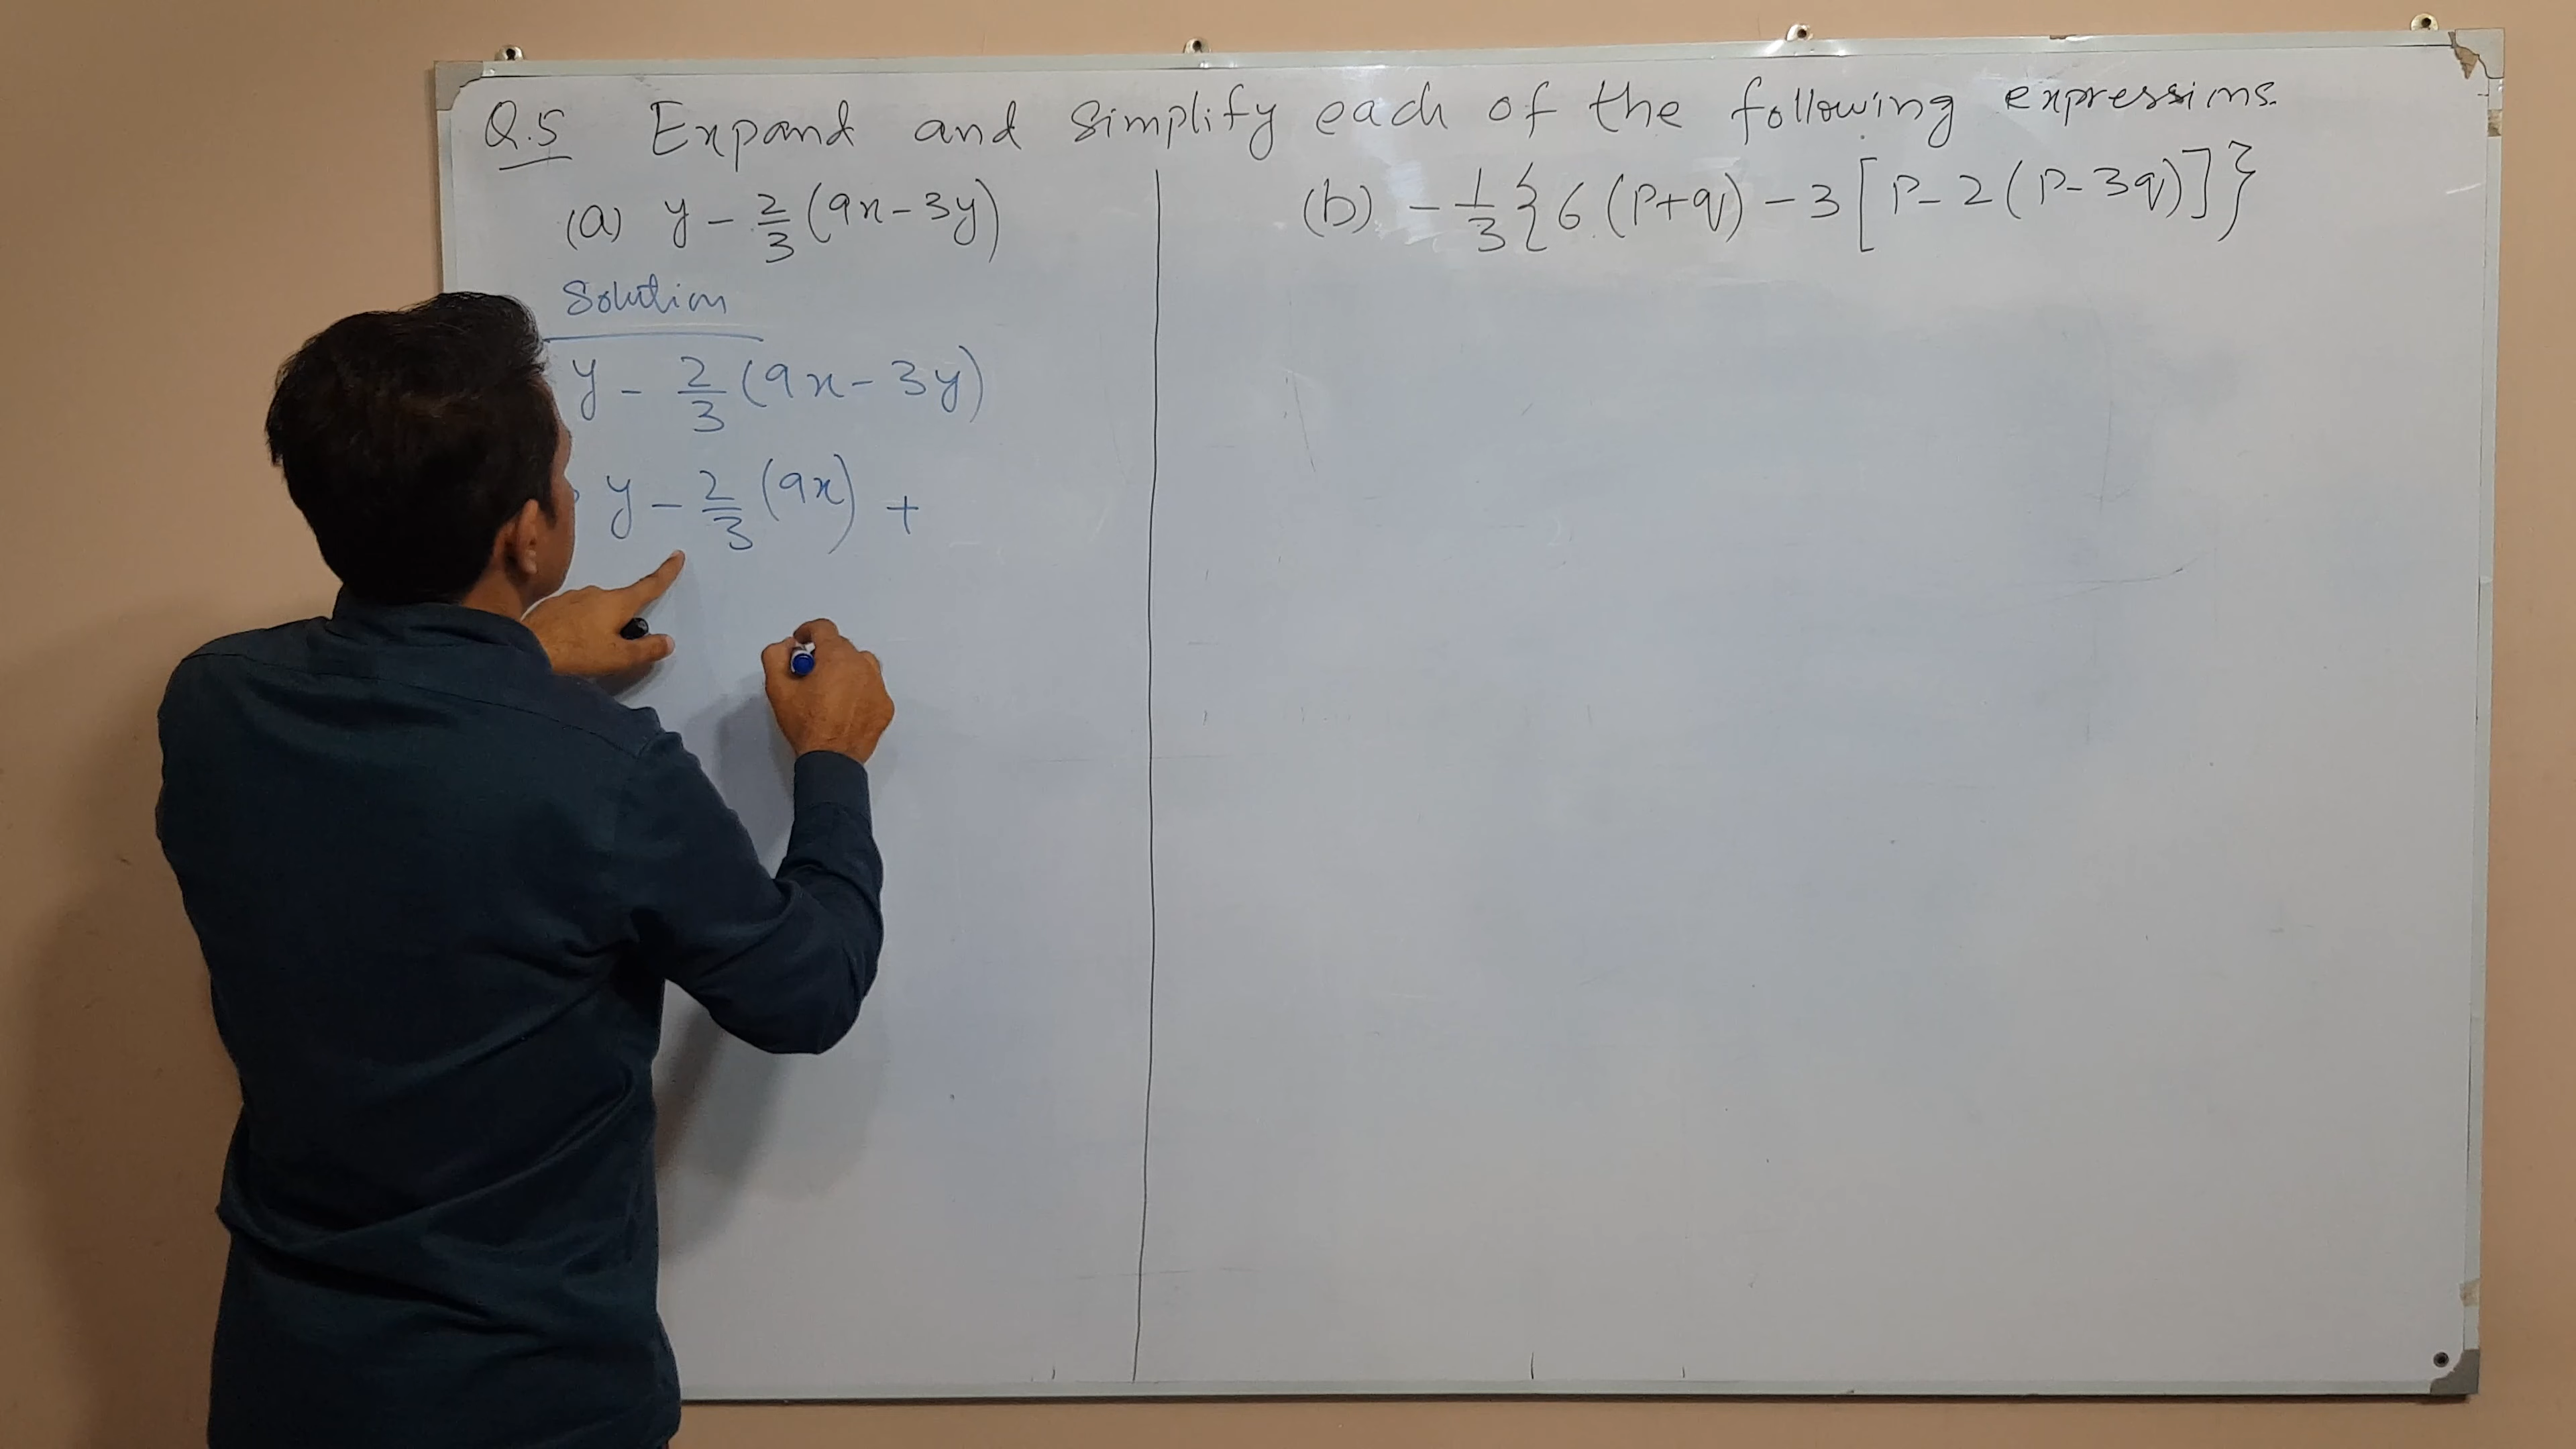 Q.5 Expand and simplify each of the following expressions.
(a) y - 2/3 (9x - 3y)
(b) - 1/3 {6 (p+q) - 3 [p - 2 (p - 3q)]}
Solution
y - 2/3 (9x - 3y)
y - 2/3 (9x) +